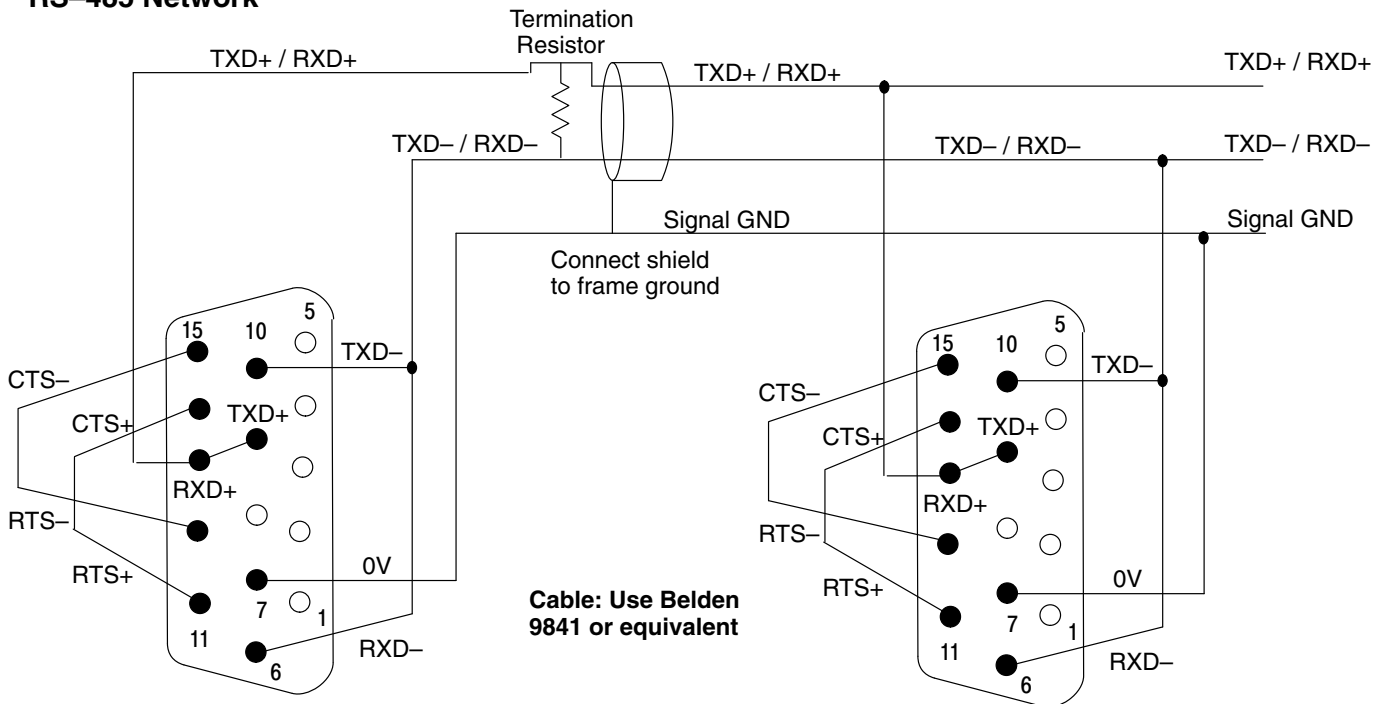 RS–485 Network
Termination
Resistor
TXD+ / RXD+
TXD+ / RXD+
TXD+ / RXD+
TXD– / RXD–
TXD– / RXD–
TXD– / RXD–
Signal GND
Signal GND
Connect shield
to frame ground
15
10
5
TXD–
CTS–
CTS+
TXD+
RXD+
RTS–
RTS+
0V
7
1
11
6
RXD–
Cable: Use Belden
9841 or equivalent
15
10
5
TXD–
CTS–
CTS+
TXD+
RXD+
RTS–
RTS+
0V
7
1
11
6
RXD–